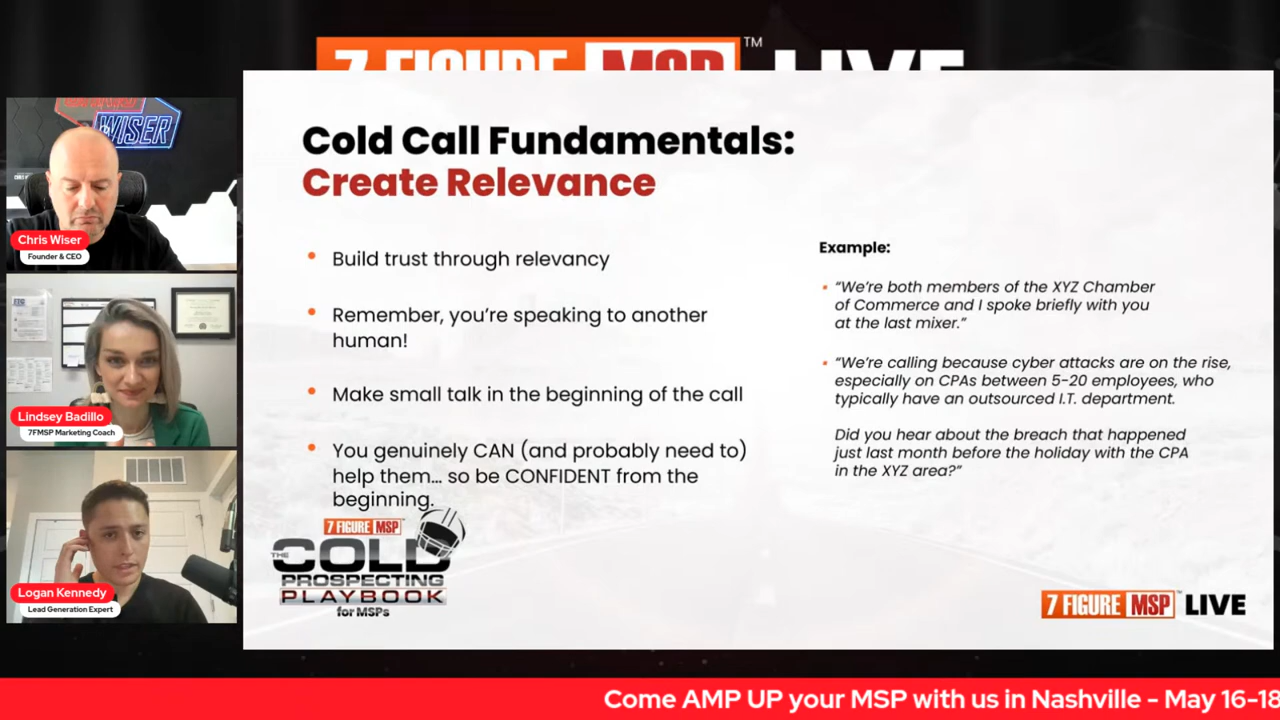 7 FIGURE MSP ™ LIVE
WISER
Chris Wiser
Founder & CEO
Lindsey Badillo
7FMSP Marketing Coach
Logan Kennedy
Lead Generation Expert
Cold Call Fundamentals:
Create Relevance
• Build trust through relevancy
• Remember, you’re speaking to another
human!
• Make small talk in the beginning of the call
• You genuinely CAN (and probably need to)
help them... so be CONFIDENT from the
beginning.
Example:
• “We’re both members of the XYZ Chamber
of Commerce and I spoke briefly with you
at the last mixer.”
• “We’re calling because cyber attacks are on the rise,
especially on CPAs between 5-20 employees, who
typically have an outsourced I.T. department.
Did you hear about the breach that happened
just last month before the holiday with the CPA
in the XYZ area?”
7 FIGURE MSP™
THE COLD
PROSPECTING
PLAYBOOK
for MSPs
7 FIGURE MSP™ LIVE
Come AMP UP your MSP with us in Nashville - May 16-18